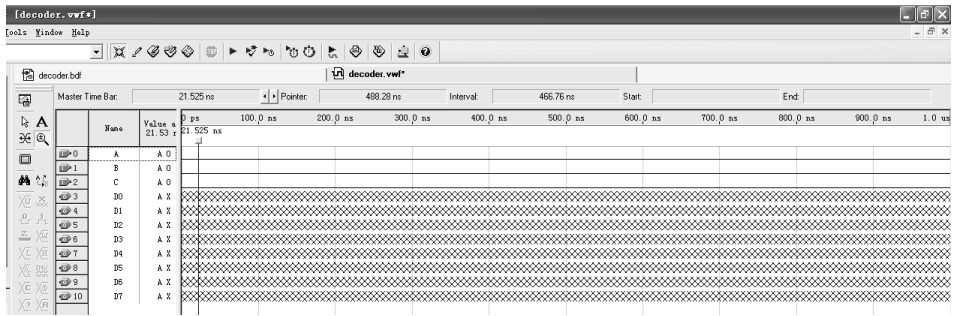 [decoder.vwf*]
Tools Window Help
decoder.bdf decoder.vwf*
Master Time Bar: 21.525 ns Pointer: 488.28 ns Interval: 466.76 ns Start: End:
Name Value a 21.53 r
0 ps 100.0 ns 200.0 ns 300.0 ns 400.0 ns 500.0 ns 600.0 ns 700.0 ns 800.0 ns 900.0 ns 1.0 us
21.525 ns
0 A A 0
1 B A 0
2 C A 0
3 D0 A X
4 D1 A X
5 D2 A X
6 D3 A X
7 D4 A X
8 D5 A X
9 D6 A X
10 D7 A X